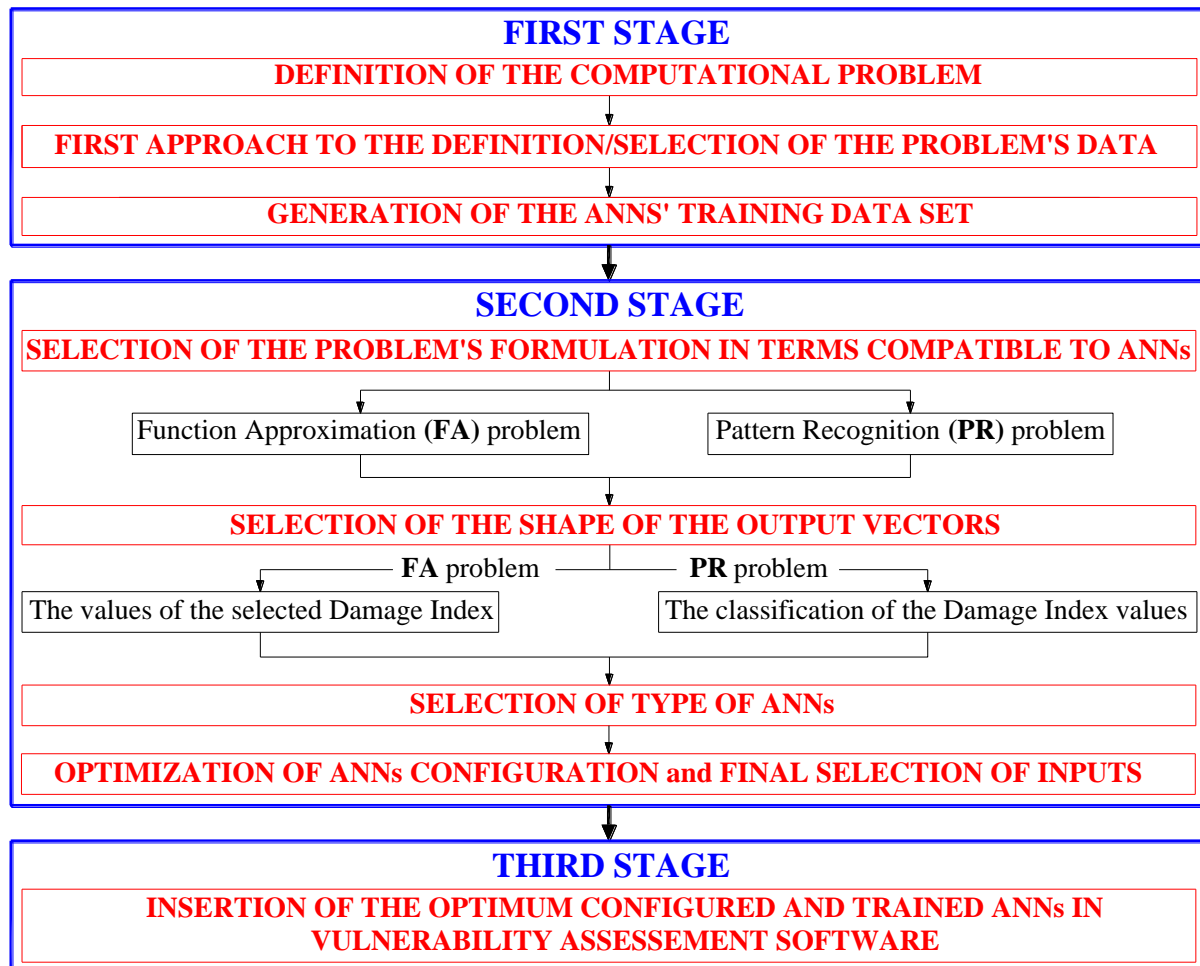 FIRST STAGE
DEFINITION OF THE COMPUTATIONAL PROBLEM
FIRST APPROACH TO THE DEFINITION/SELECTION OF THE PROBLEM'S DATA
GENERATION OF THE ANNS' TRAINING DATA SET
SECOND STAGE
SELECTION OF THE PROBLEM'S FORMULATION IN TERMS COMPATIBLE TO ANNs
Function Approximation (FA) problem
Pattern Recognition (PR) problem
SELECTION OF THE SHAPE OF THE OUTPUT VECTORS
FA problem
PR problem
The values of the selected Damage Index
The classification of the Damage Index values
SELECTION OF TYPE OF ANNs
OPTIMIZATION OF ANNs CONFIGURATION and FINAL SELECTION OF INPUTS
THIRD STAGE
INSERTION OF THE OPTIMUM CONFIGURED AND TRAINED ANNs IN
VULNERABILITY ASSESSEMENT SOFTWARE